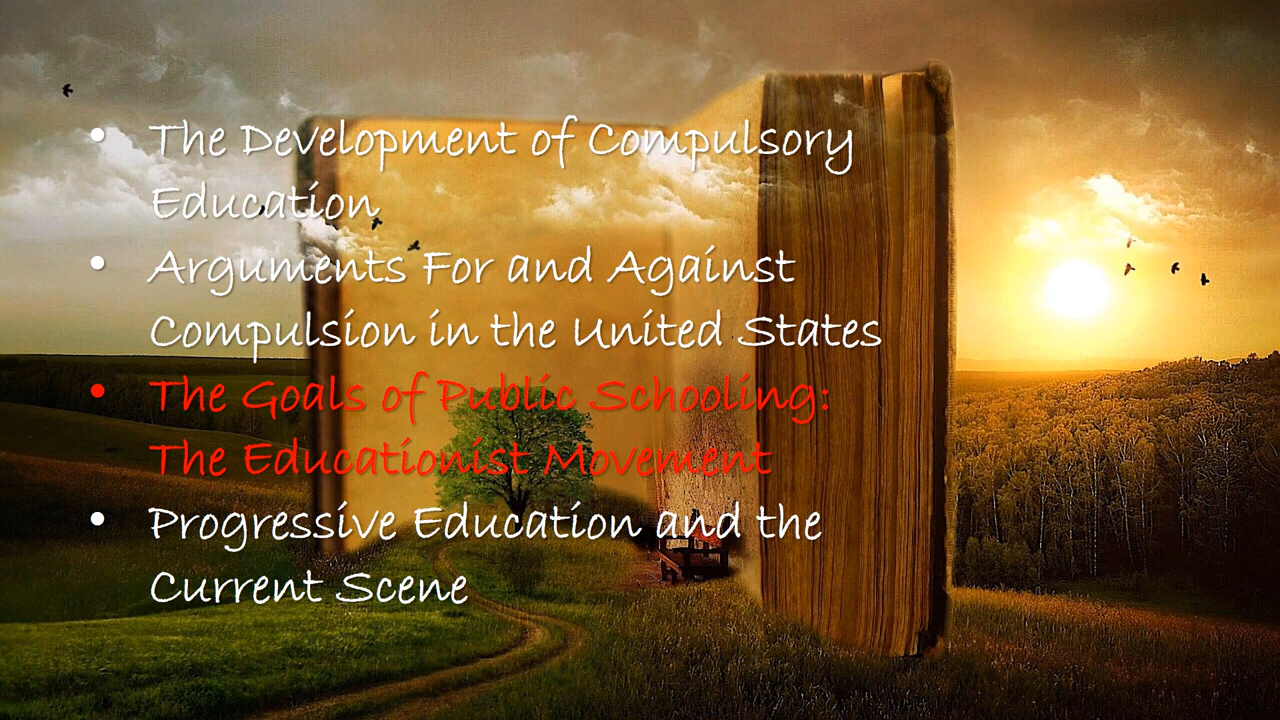 • The Development of Compulsory
Education
• Arguments For and Against
Compulsion in the United States
• The Goals of Public Schooling:
The Educationist Movement
• Progressive Education and the
Current Scene